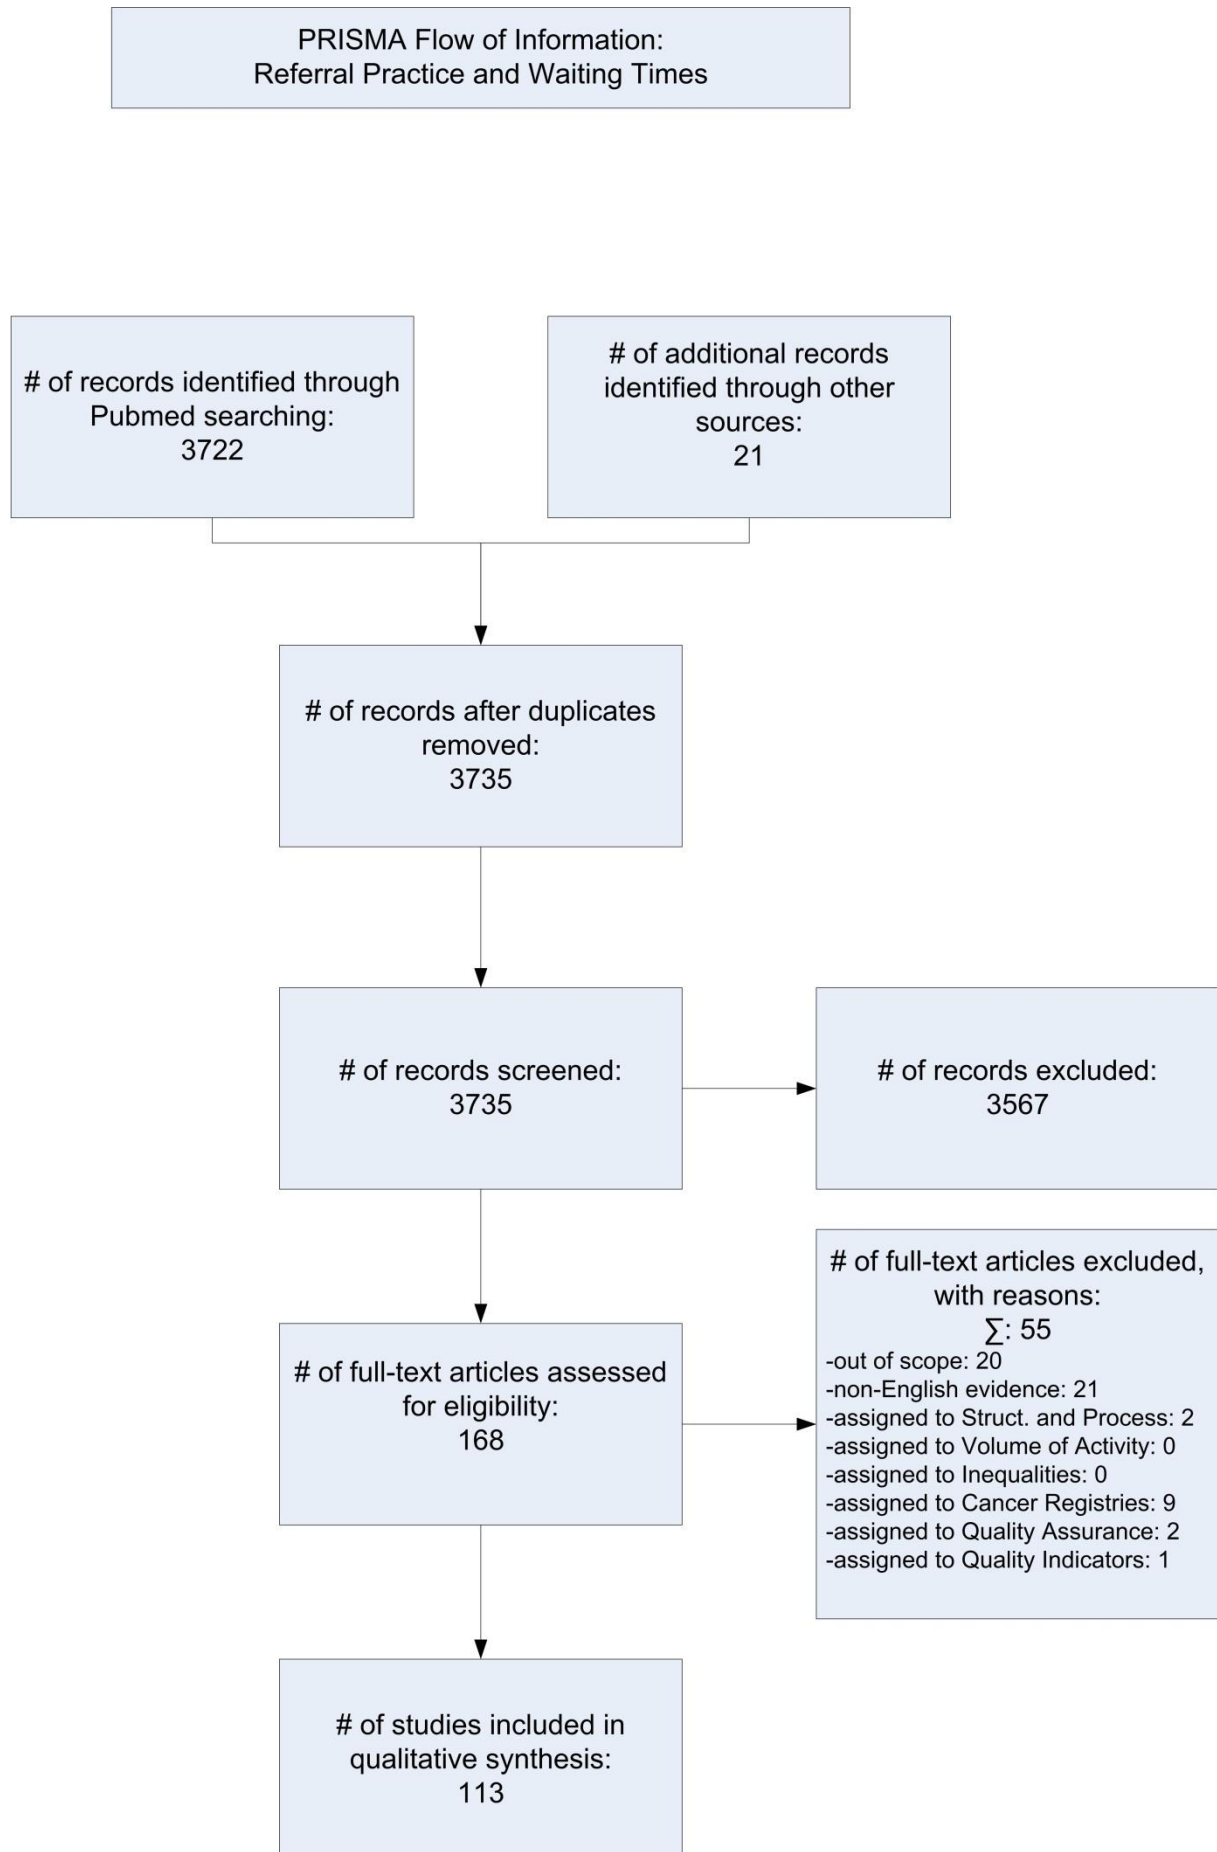 PRISMA Flow of Information:
Referral Practice and Waiting Times
# of records identified through
Pubmed searching:
3722
# of additional records
identified through other
sources:
21
# of records after duplicates
removed:
3735
# of records screened:
3735
# of records excluded:
3567
# of full-text articles assessed
for eligibility:
168
# of full-text articles excluded,
with reasons:
∑: 55
-out of scope: 20
-non-English evidence: 21
-assigned to Struct. and Process: 2
-assigned to Volume of Activity: 0
-assigned to Inequalities: 0
-assigned to Cancer Registries: 9
-assigned to Quality Assurance: 2
-assigned to Quality Indicators: 1
# of studies included in
qualitative synthesis:
113